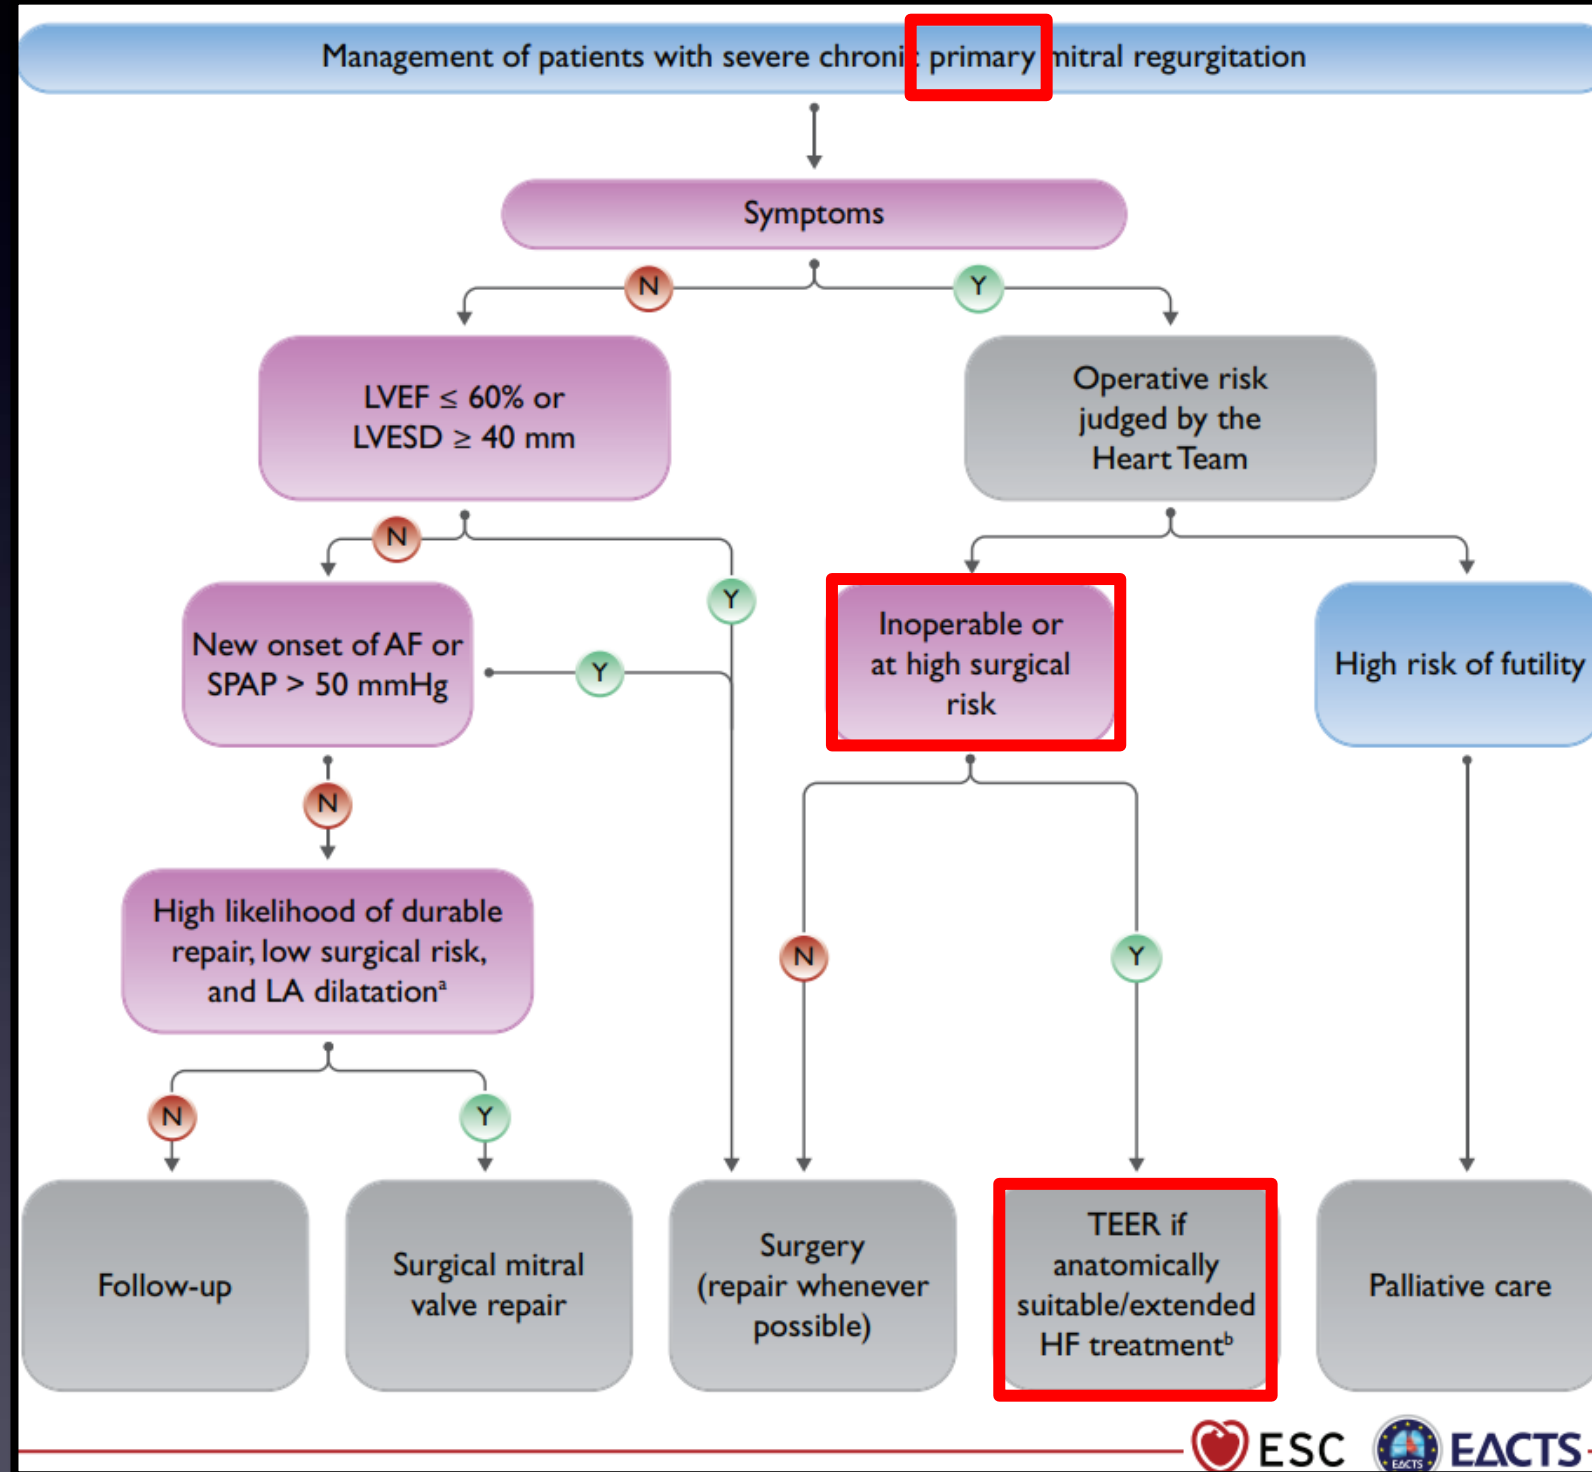 Management of patients with severe chronic primary mitral regurgitation
Symptoms
N
Y
LVEF ≤ 60% or
LVESD ≥ 40 mm
Operative risk
judged by the
Heart Team
N
Y
New onset of AF or
SPAP > 50 mmHg
Y
Inoperable or
at high surgical
risk
High risk of futility
N
High likelihood of durable
repair, low surgical risk,
and LA dilatationᵃ
N
Y
N
Y
Follow-up
Surgical mitral
valve repair
Surgery
(repair whenever
possible)
TEER if
anatomically
suitable/extended
HF treatmentᵇ
Palliative care
ESC
EACTS
EACTS